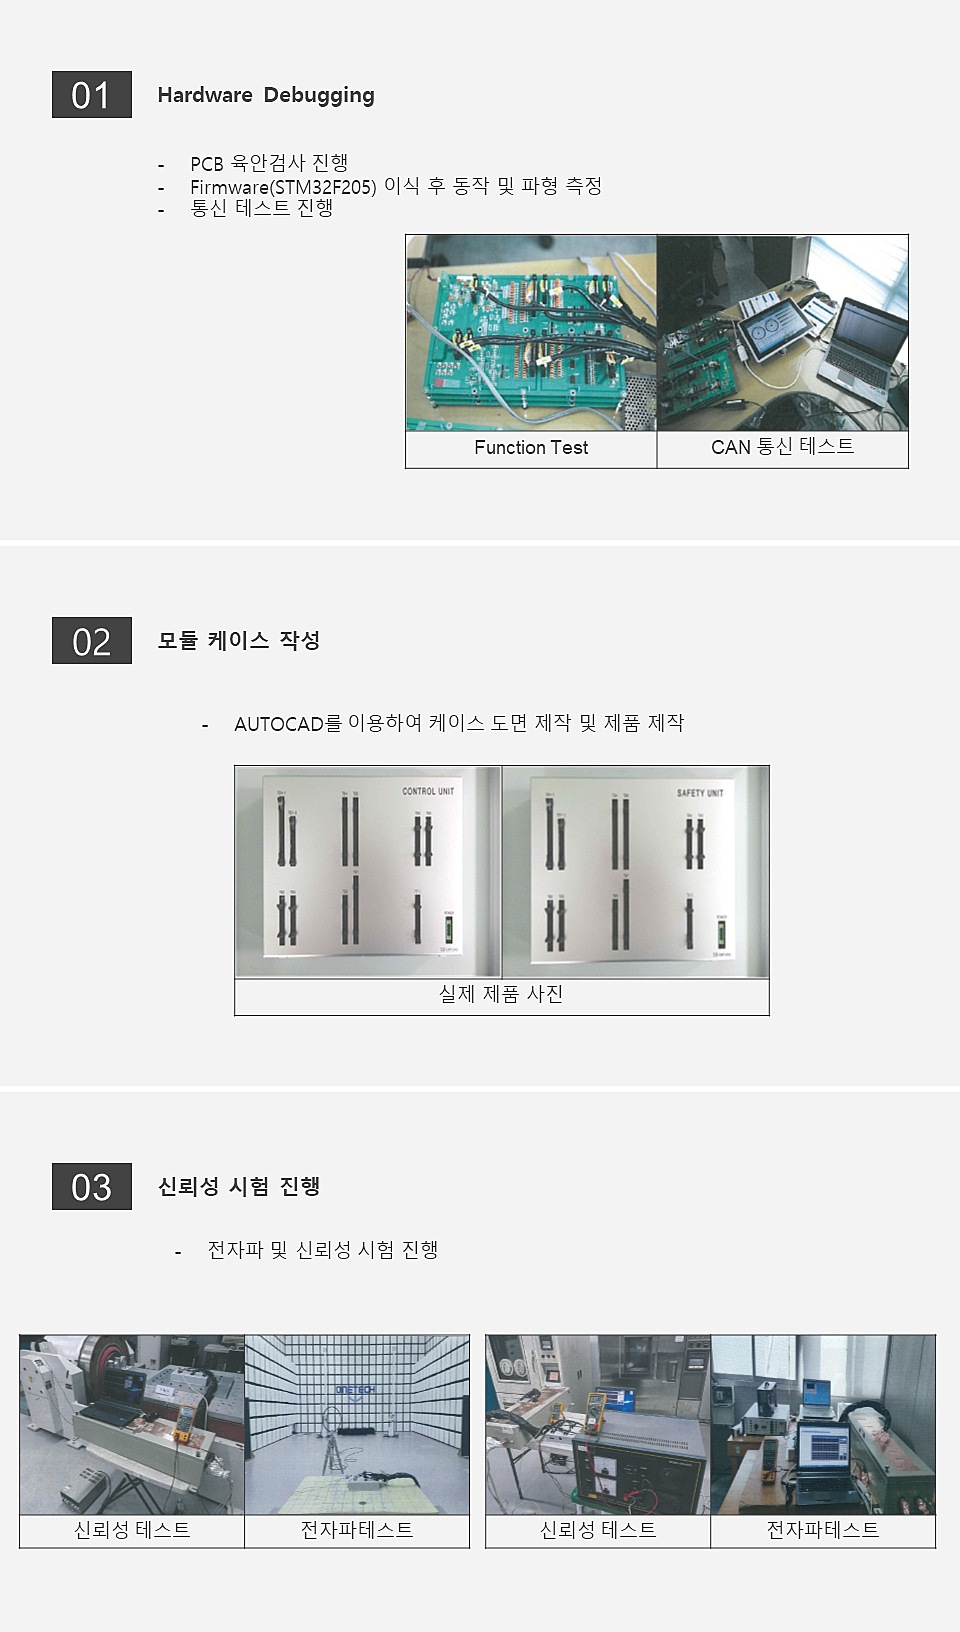 01
Hardware Debugging
- PCB 육안검사 진행
- Firmware(STM32F205) 이식 후 동작 및 파형 측정
- 통신 테스트 진행
Function Test
CAN 통신 테스트
02
모듈 케이스 작성
- AUTOCAD를 이용하여 케이스 도면 제작 및 제품 제작
CONTROL UNIT
SAFETY UNIT
실제 제품 사진
03
신뢰성 시험 진행
- 전자파 및 신뢰성 시험 진행
ONETECH
신뢰성 테스트
전자파테스트
신뢰성 테스트
전자파테스트